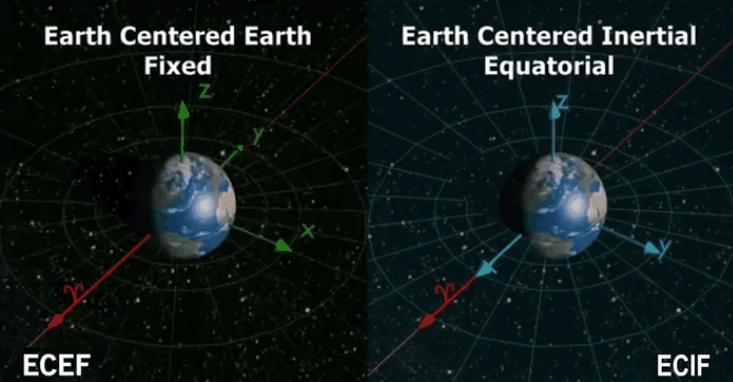 Earth Centered Earth
Fixed
Z
y
x
♈
ECEF
Earth Centered Inertial
Equatorial
Z
y
♈
ECIF